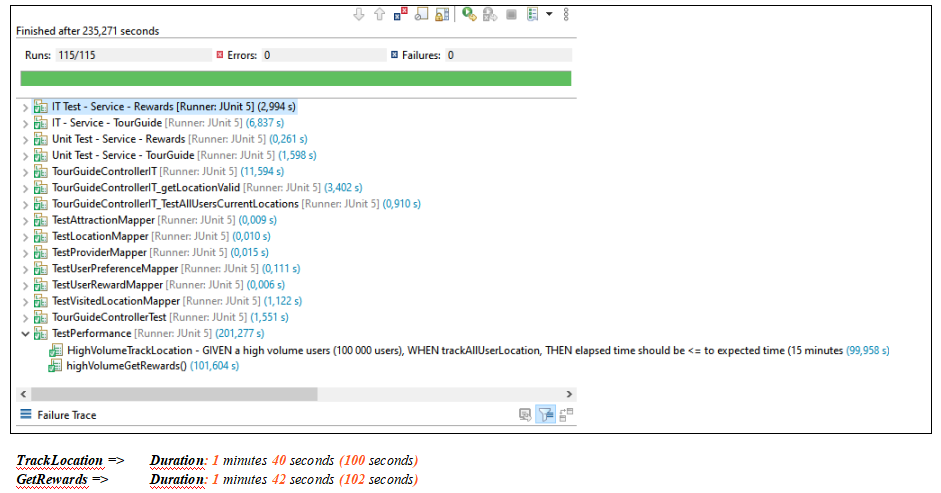 Finished after 235,271 seconds
Runs: 115/115 Errors: 0 Failures: 0
IT Test - Service - Rewards [Runner: JUnit 5] (2,994 s)
IT - Service - TourGuide [Runner: JUnit 5] (6,837 s)
Unit Test - Service - Rewards [Runner: JUnit 5] (0,261 s)
Unit Test - Service - TourGuide [Runner: JUnit 5] (1,598 s)
TourGuideControllerIT [Runner: JUnit 5] (11,594 s)
TourGuideControllerIT_getLocationValid [Runner: JUnit 5] (3,402 s)
TourGuideControllerIT_TestAllUsersCurrentLocations [Runner: JUnit 5] (0,910 s)
TestAttractionMapper [Runner: JUnit 5] (0,009 s)
TestLocationMapper [Runner: JUnit 5] (0,010 s)
TestProviderMapper [Runner: JUnit 5] (0,015 s)
TestUserPreferenceMapper [Runner: JUnit 5] (0,111 s)
TestUserRewardMapper [Runner: JUnit 5] (0,006 s)
TestVisitedLocationMapper [Runner: JUnit 5] (1,122 s)
TourGuideControllerTest [Runner: JUnit 5] (1,551 s)
TestPerformance [Runner: JUnit 5] (201,277 s)
HighVolumeTrackLocation - GIVEN a high volume users (100 000 users), WHEN trackAllUserLocation, THEN elapsed time should be <= to expected time (15 minutes (99,958 s)
highVolumeGetRewards() (101,604 s)
Failure Trace
TrackLocation => Duration: 1 minutes 40 seconds (100 seconds)
GetRewards => Duration: 1 minutes 42 seconds (102 seconds)